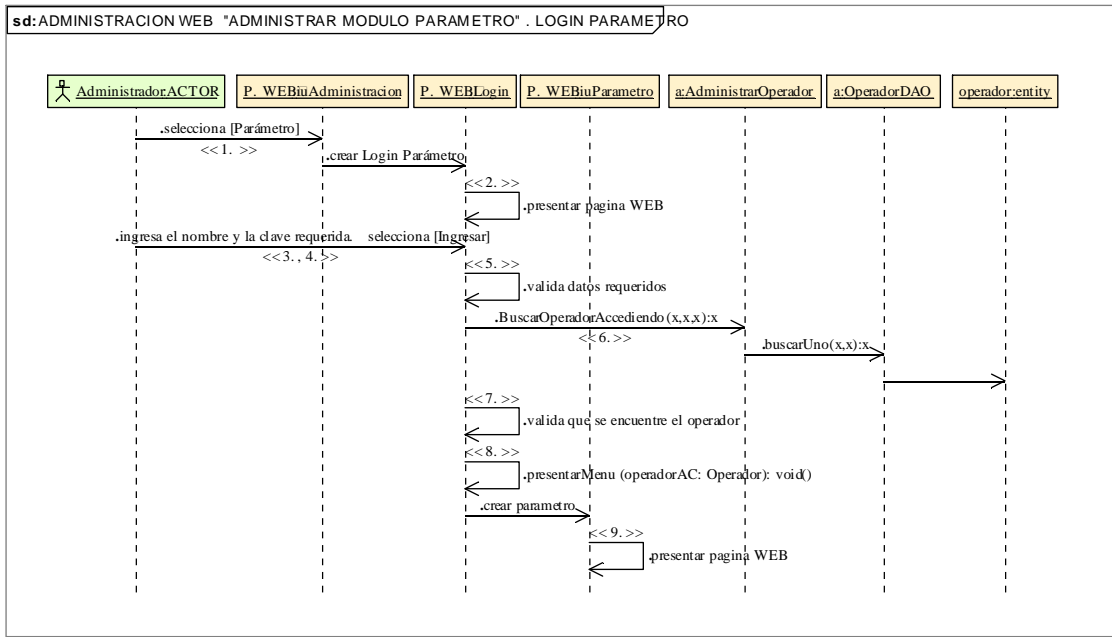 sd: ADMINISTRACION WEB "ADMINISTRAR MODULO PARAMETRO" . LOGIN PARAMETRO
Administrador:ACTOR
P. WEBiuAdministracion
P. WEBLogin
P. WEBiuParametro
a:AdministrarOperador
a:OperadorDAO
operador:entity
.selecciona [Parámetro]
<<1. >>
.crear Login Parámetro
<<2. >>
.presentar pagina WEB
.ingresa el nombre y la clave requerida. selecciona [Ingresar]
<<3. , 4. >>
<<5. >>
.valida datos requeridos
.BuscarOperadorAccediendo (x,x,x):x
<<6. >>
.buscarUno(x,x):x
<<7. >>
.valida que se encuentre el operador
<<8. >>
.presentarMenu (operadorAC: Operador): void()
.crear parametro
<<9. >>
.presentar pagina WEB